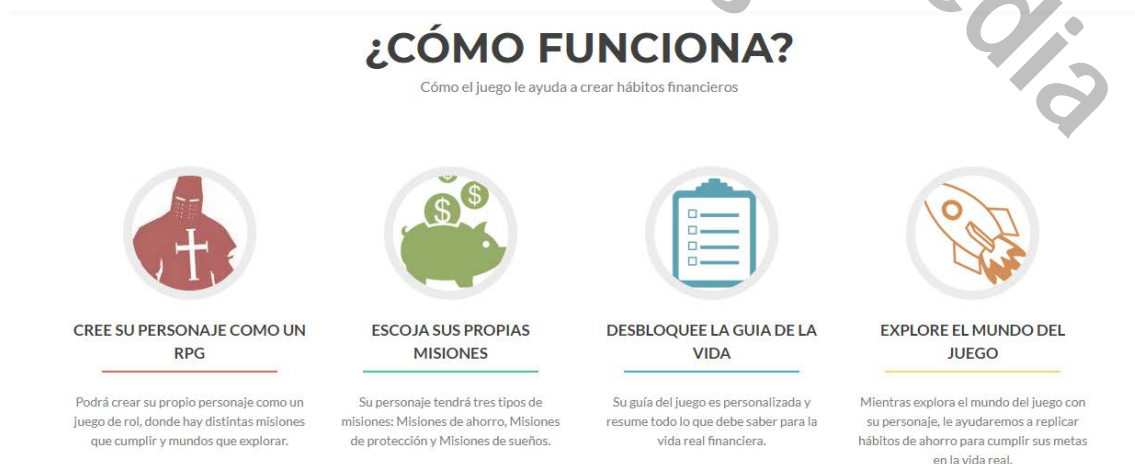 ¿CÓMO FUNCIONA?
Cómo el juego le ayuda a crear hábitos financieros
CREE SU PERSONAJE COMO UN
RPG
Podrá crear su propio personaje como un
juego de rol, donde hay distintas misiones
que cumplir y mundos que explorar.
$ $
ESCOJA SUS PROPIAS
MISIONES
Su personaje tendrá tres tipos de
misiones: Misiones de ahorro, Misiones
de protección y Misiones de sueños.
DESBLOQUEE LA GUIA DE LA
VIDA
Su guía del juego es personalizada y
resume todo lo que debe saber para la
vida real financiera.
EXPLORE EL MUNDO DEL
JUEGO
Mientras explora el mundo del juego con
su personaje, le ayudaremos a replicar
hábitos de ahorro para cumplir sus metas
en la vida real.